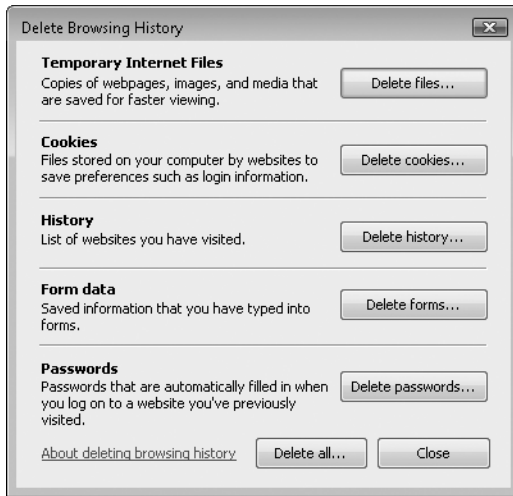 Delete Browsing History
Temporary Internet Files
Copies of webpages, images, and media that
are saved for faster viewing.
Delete files...
Cookies
Files stored on your computer by websites to
save preferences such as login information.
Delete cookies...
History
List of websites you have visited.
Delete history...
Form data
Saved information that you have typed into
forms.
Delete forms...
Passwords
Passwords that are automatically filled in when
you log on to a website you've previously
visited.
Delete passwords...
About deleting browsing history
Delete all...
Close